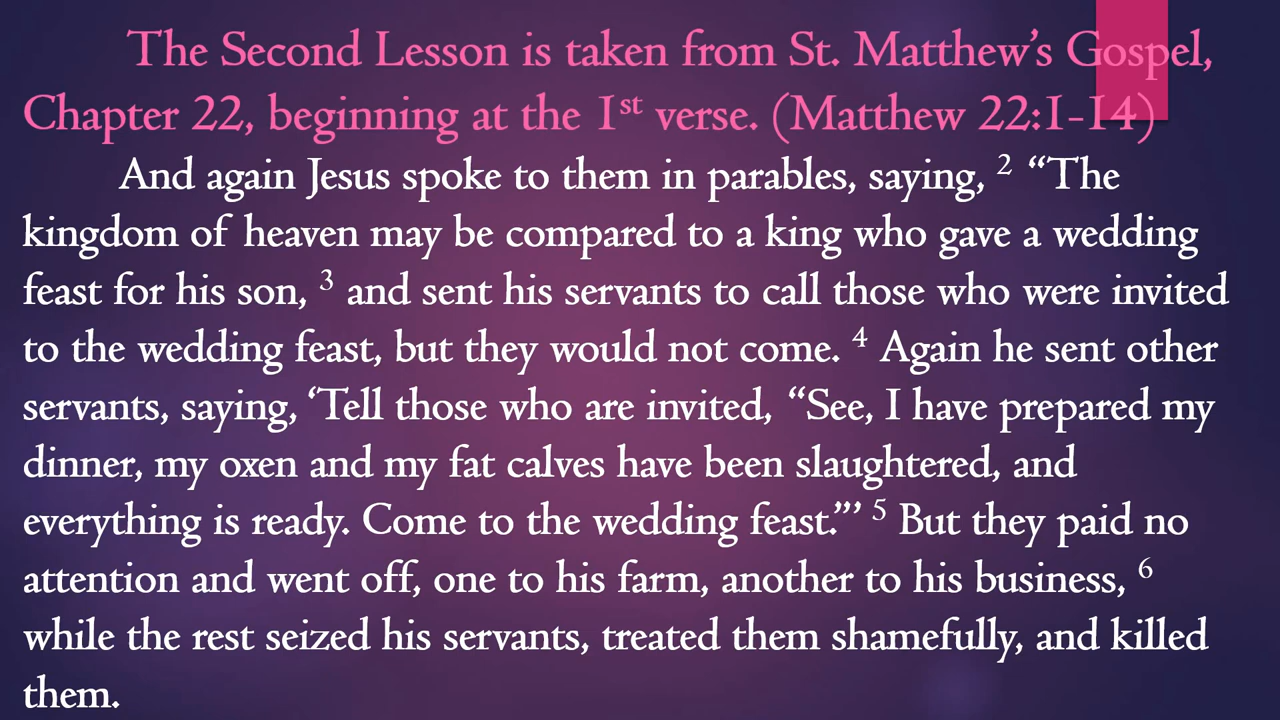 The Second Lesson is taken from St. Matthew’s Gospel,
Chapter 22, beginning at the 1st verse. (Matthew 22:1-14)
And again Jesus spoke to them in parables, saying, 2 “The
kingdom of heaven may be compared to a king who gave a wedding
feast for his son, 3 and sent his servants to call those who were invited
to the wedding feast, but they would not come. 4 Again he sent other
servants, saying, ‘Tell those who are invited, “See, I have prepared my
dinner, my oxen and my fat calves have been slaughtered, and
everything is ready. Come to the wedding feast.”’ 5 But they paid no
attention and went off, one to his farm, another to his business, 6
while the rest seized his servants, treated them shamefully, and killed
them.